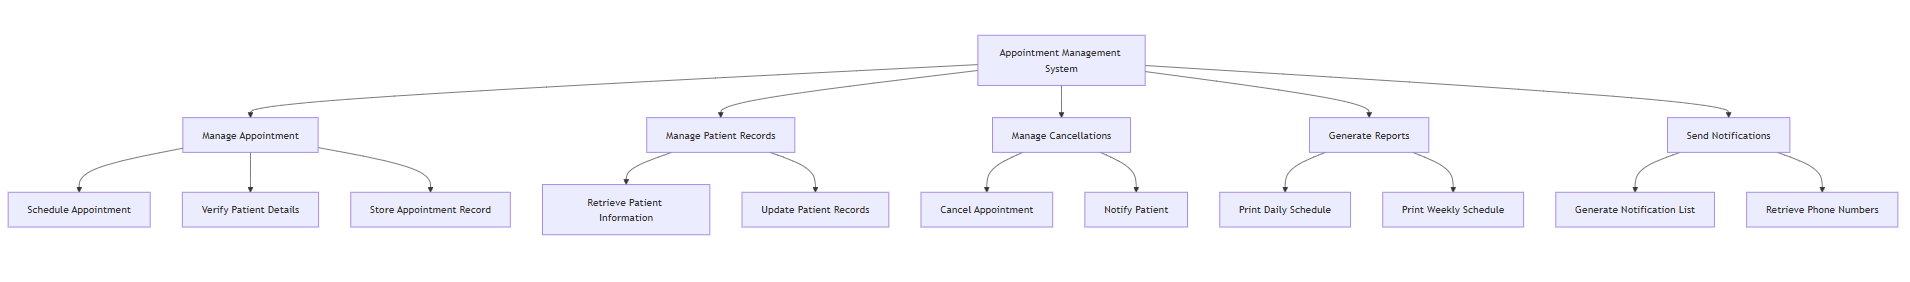 Appointment Management
System
Manage Appointment
Manage Patient Records
Manage Cancellations
Generate Reports
Send Notifications
Schedule Appointment
Verify Patient Details
Store Appointment Record
Retrieve Patient
Information
Update Patient Records
Cancel Appointment
Notify Patient
Print Daily Schedule
Print Weekly Schedule
Generate Notification List
Retrieve Phone Numbers